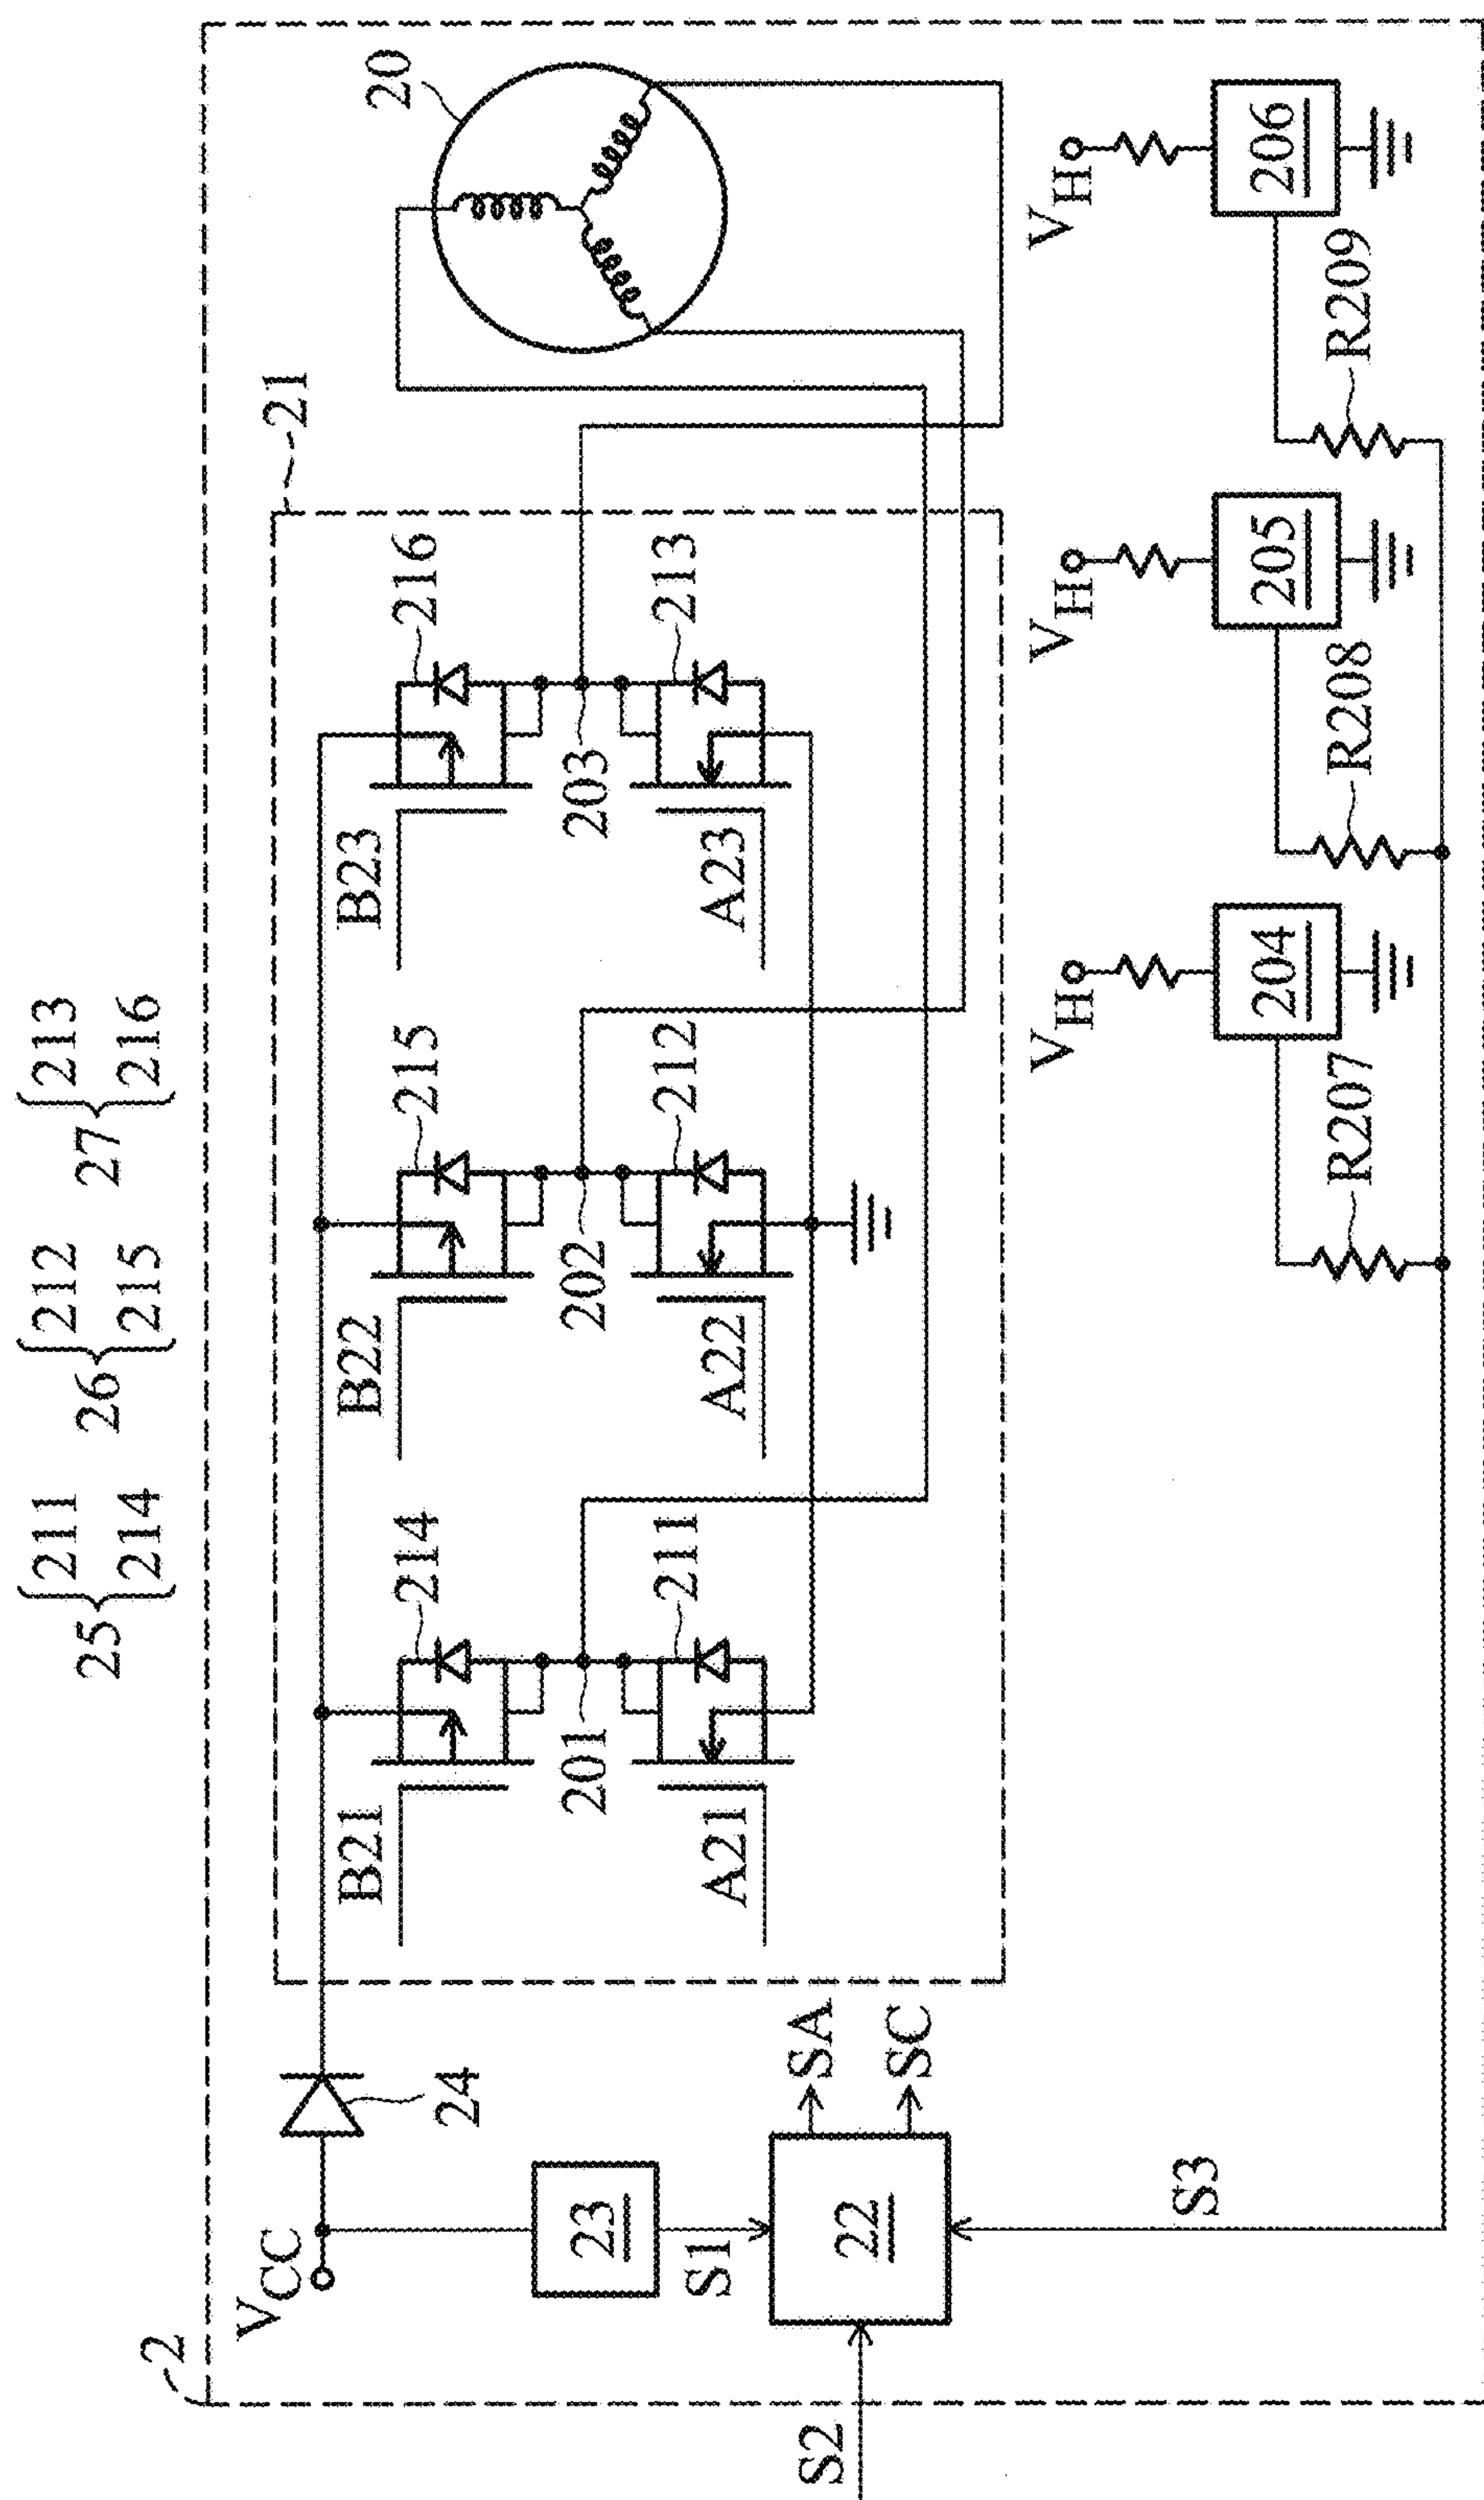 25 { 211 214
26 { 212 215
27 { 213 216
2
VCC
24
21
20
B21
214
B22
215
B23
216
201
202
203
A21
211
A22
212
A23
213
23
S1
22
SA
SC
S2
S3
VH
VH
VH
204
205
206
R207
R208
R209